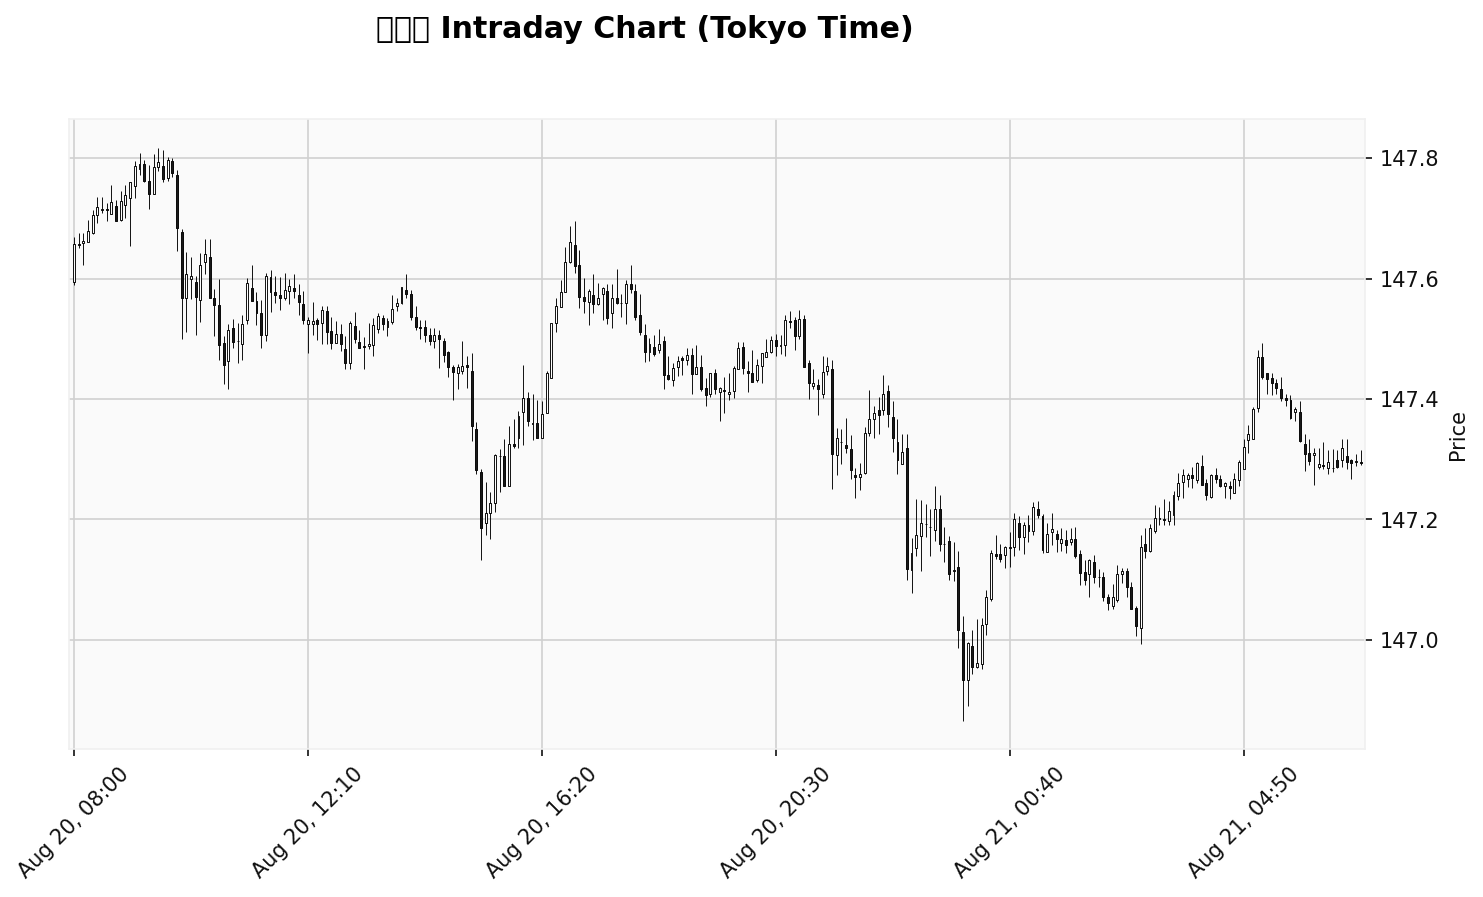 Intraday Chart (Tokyo Time)
147.8
147.6
147.4
147.2
147.0
Price
Aug 20, 08:00
Aug 20, 12:10
Aug 20, 16:20
Aug 20, 20:30
Aug 21, 00:40
Aug 21, 04:50